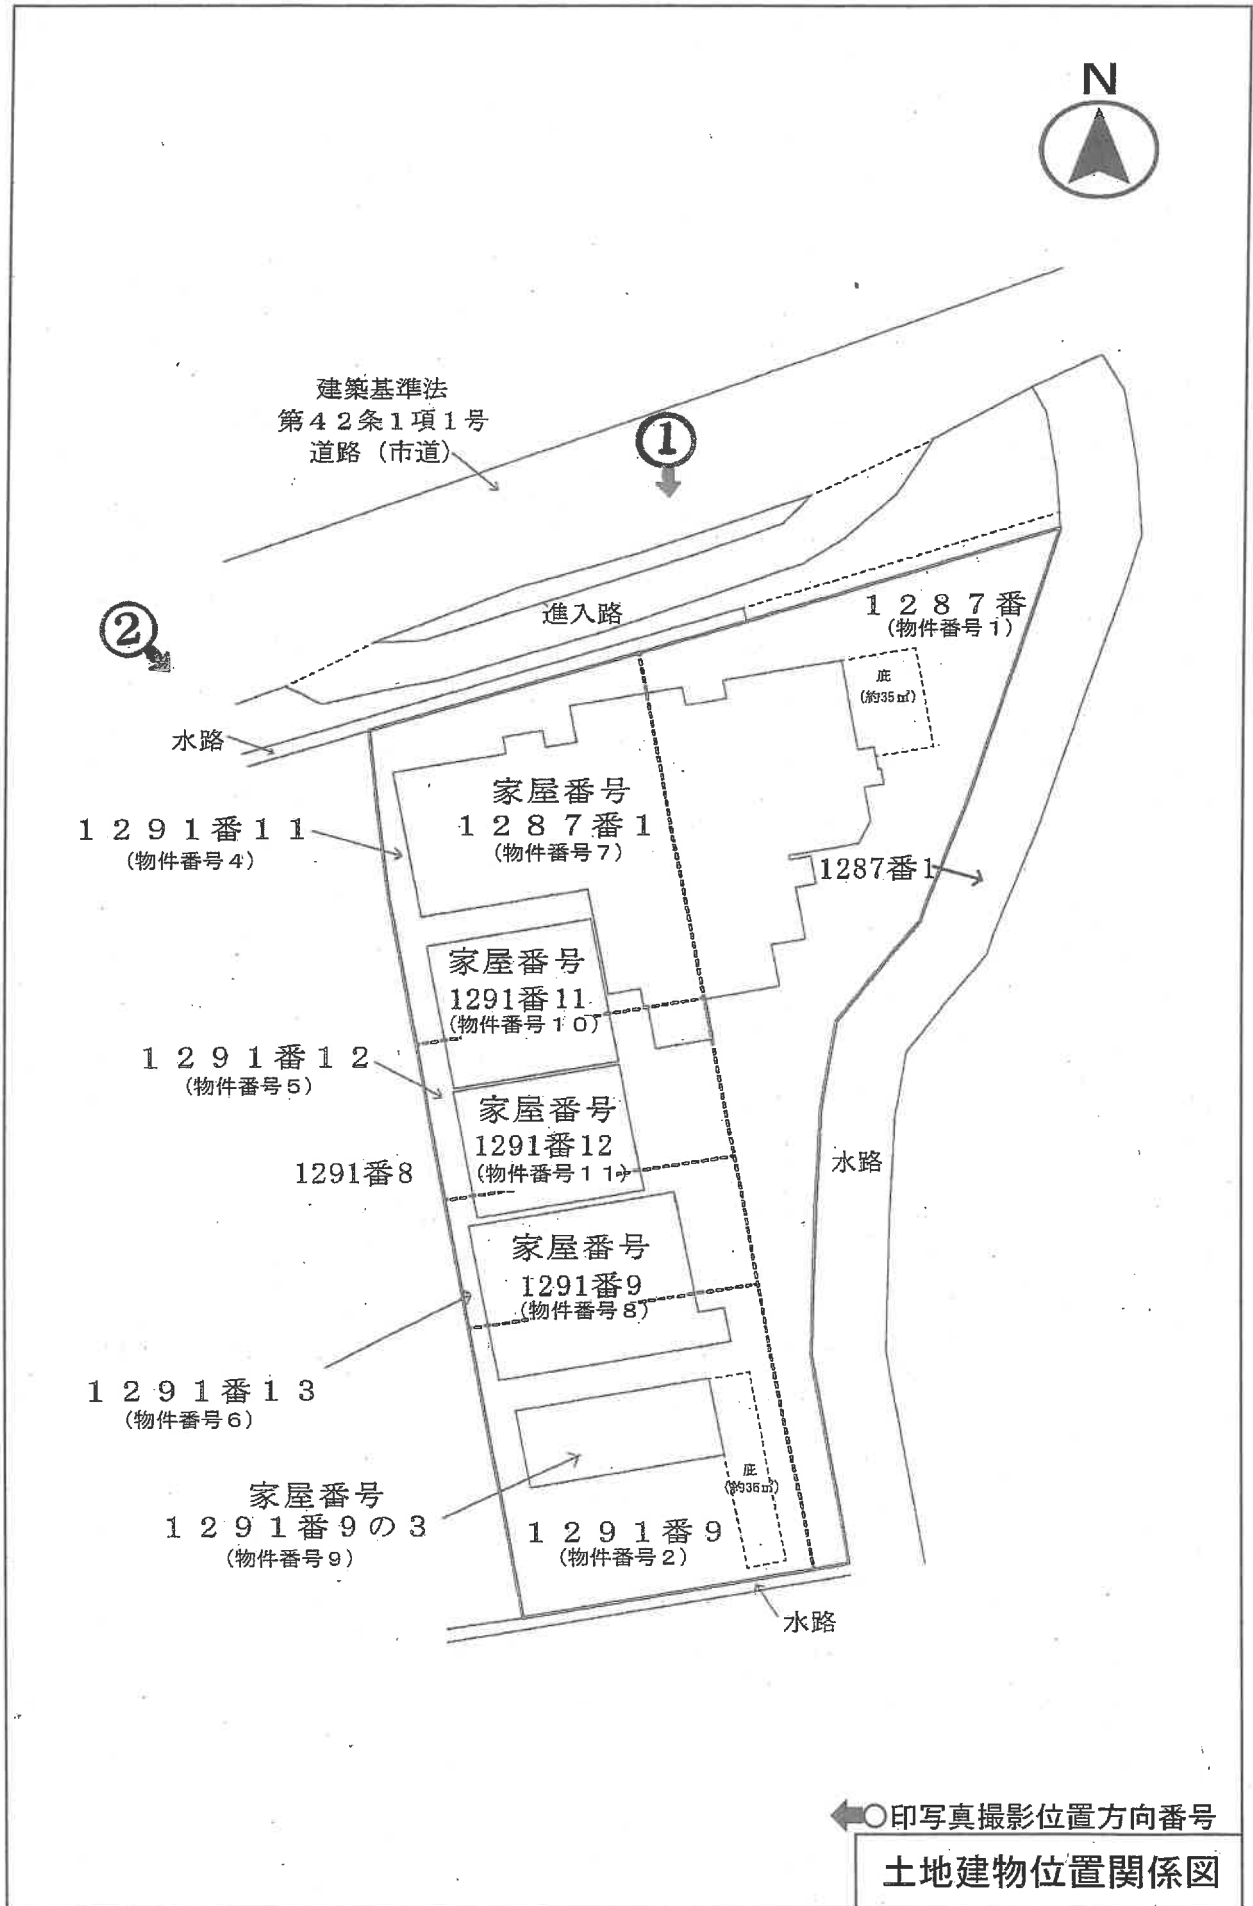 N
建築基準法
第４２条１項１号
道路（市道）
①
進入路
②
１２８７番
（物件番号１）
庇
（約35㎡）
水路
家屋番号
１２８７番１
（物件番号７）
１２９１番１１
（物件番号４）
1287番1
家屋番号
1291番11
（物件番号１０）
１２９１番１２
（物件番号５）
家屋番号
1291番12
（物件番号１１）
1291番8
水路
家屋番号
1291番9
（物件番号８）
１２９１番１３
（物件番号６）
庇
（約36㎡）
家屋番号
１２９１番９の３
（物件番号９）
１２９１番９
（物件番号２）
水路
○印写真撮影位置方向番号
土地建物位置関係図